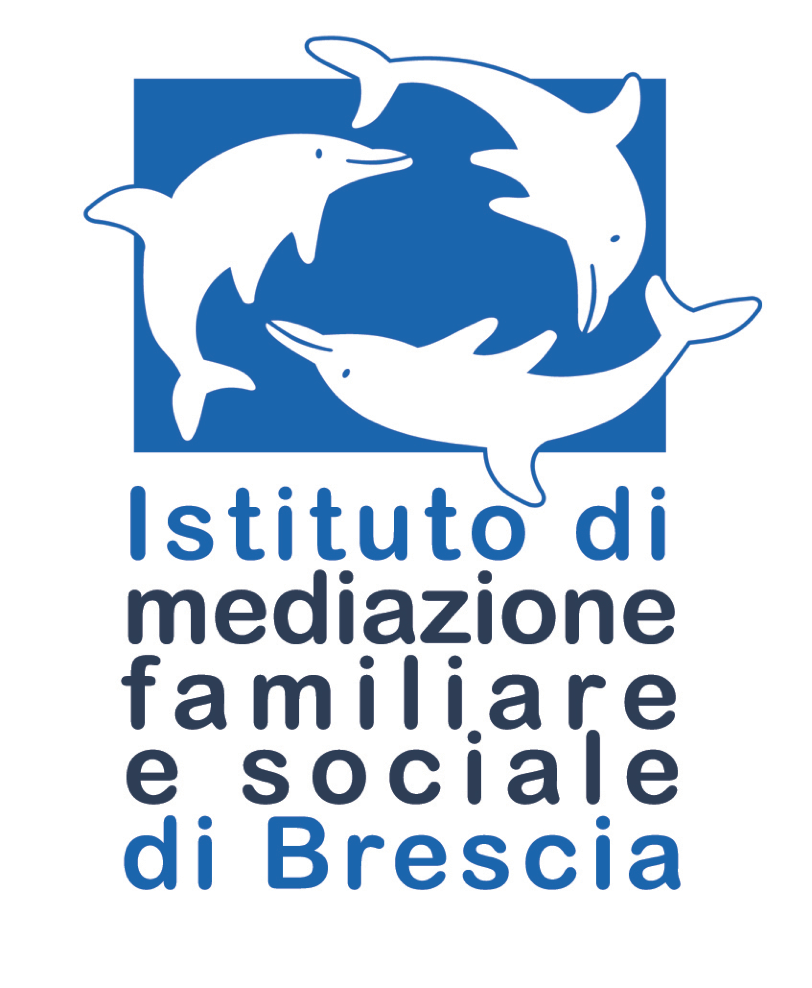 Istituto di
mediazione
familiare
e sociale
di Brescia